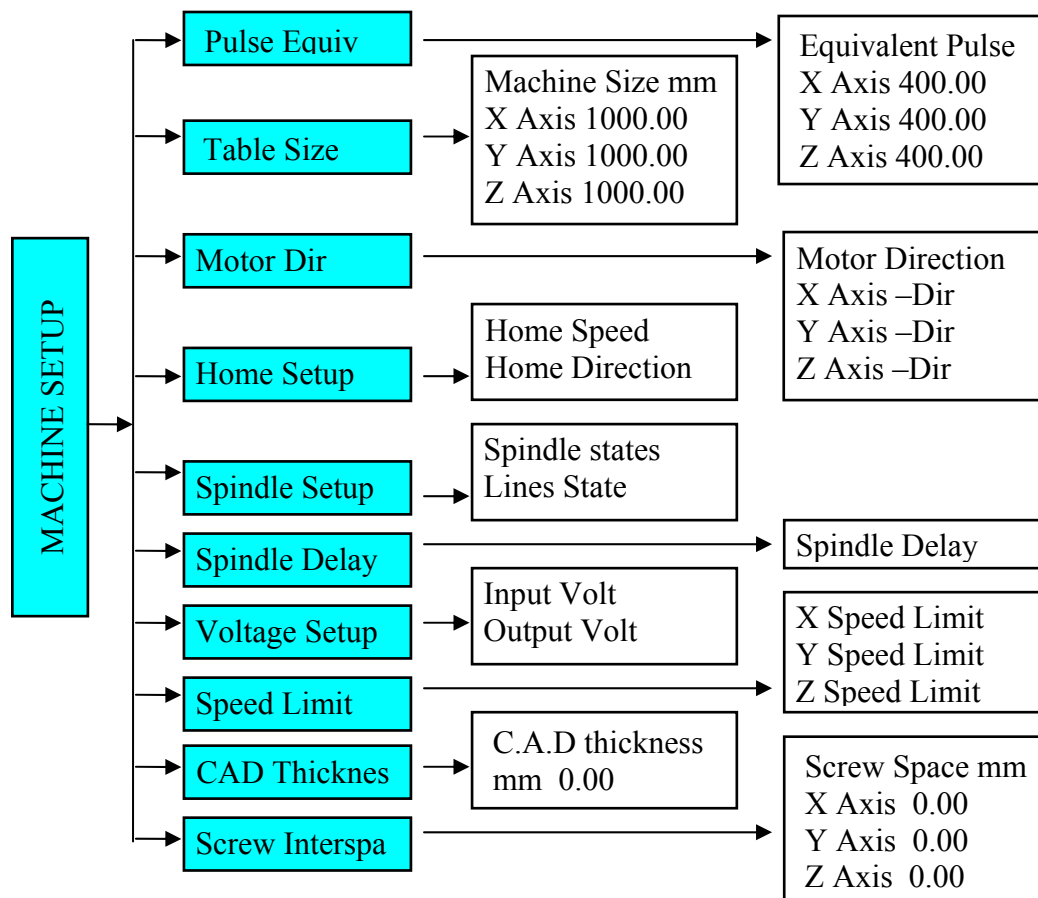 MACHINE SETUP
Pulse Equiv
Equivalent Pulse
X Axis 400.00
Y Axis 400.00
Z Axis 400.00
Table Size
Machine Size mm
X Axis 1000.00
Y Axis 1000.00
Z Axis 1000.00
Motor Dir
Motor Direction
X Axis –Dir
Y Axis –Dir
Z Axis –Dir
Home Setup
Home Speed
Home Direction
Spindle Setup
Spindle states
Lines State
Spindle Delay
Spindle Delay
Voltage Setup
Input Volt
Output Volt
Speed Limit
X Speed Limit
Y Speed Limit
Z Speed Limit
CAD Thicknes
C.A.D thickness
mm 0.00
Screw Interspa
Screw Space mm
X Axis 0.00
Y Axis 0.00
Z Axis 0.00